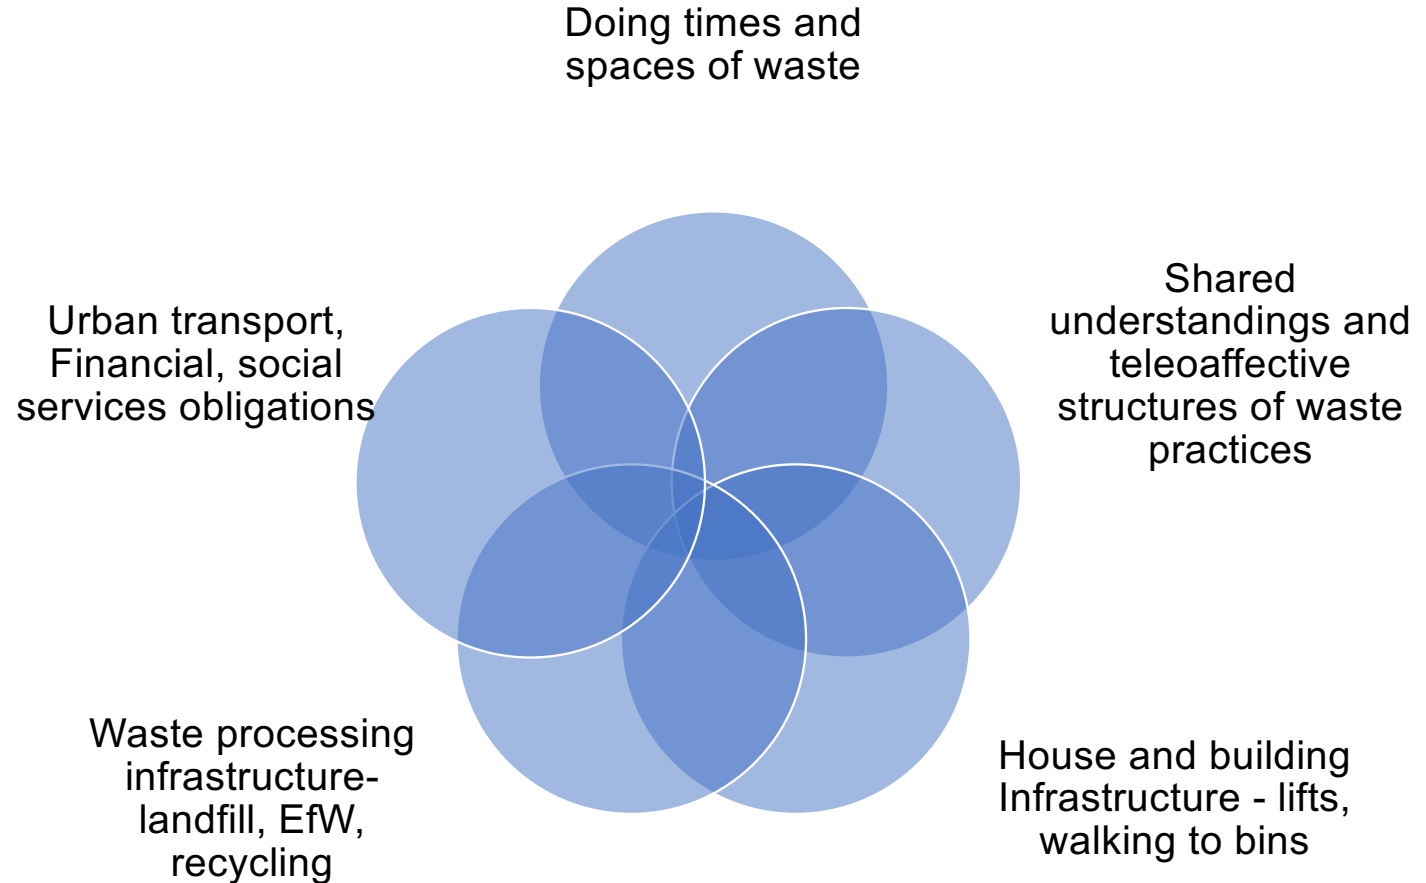 Doing times and
spaces of waste
Urban transport,
Financial, social
services obligations
Shared
understandings and
teleoaffective
structures of waste
practices
Waste processing
infrastructure-
landfill, EfW,
recycling
House and building
Infrastructure - lifts,
walking to bins